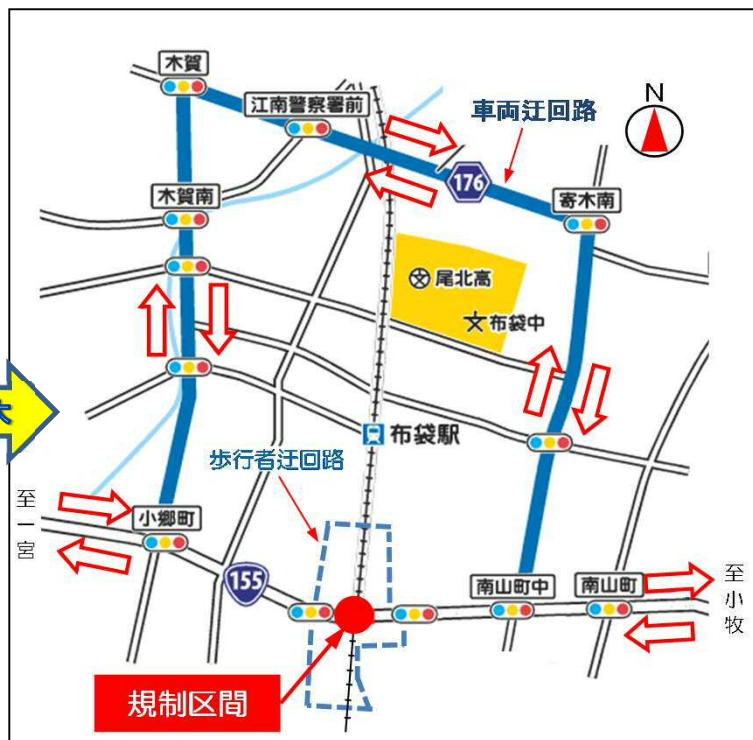 木賀
江南警察署前
車両迂回路
N
176
木賀南
寄木南
尾北高
布袋中
大
布袋駅
歩行者迂回路
至一宮
小郷町
155
南山町中
南山町
至小牧
規制区間